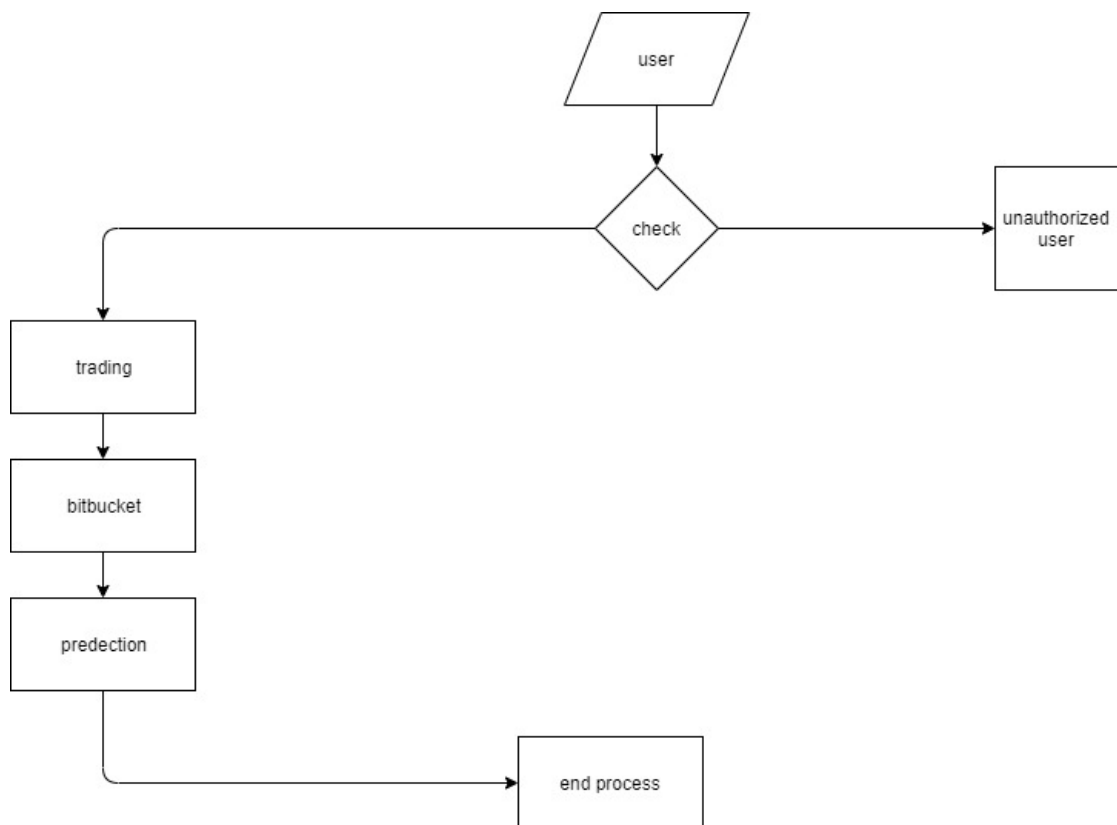 user
check
unauthorized
user
trading
bitbucket
predection
end process